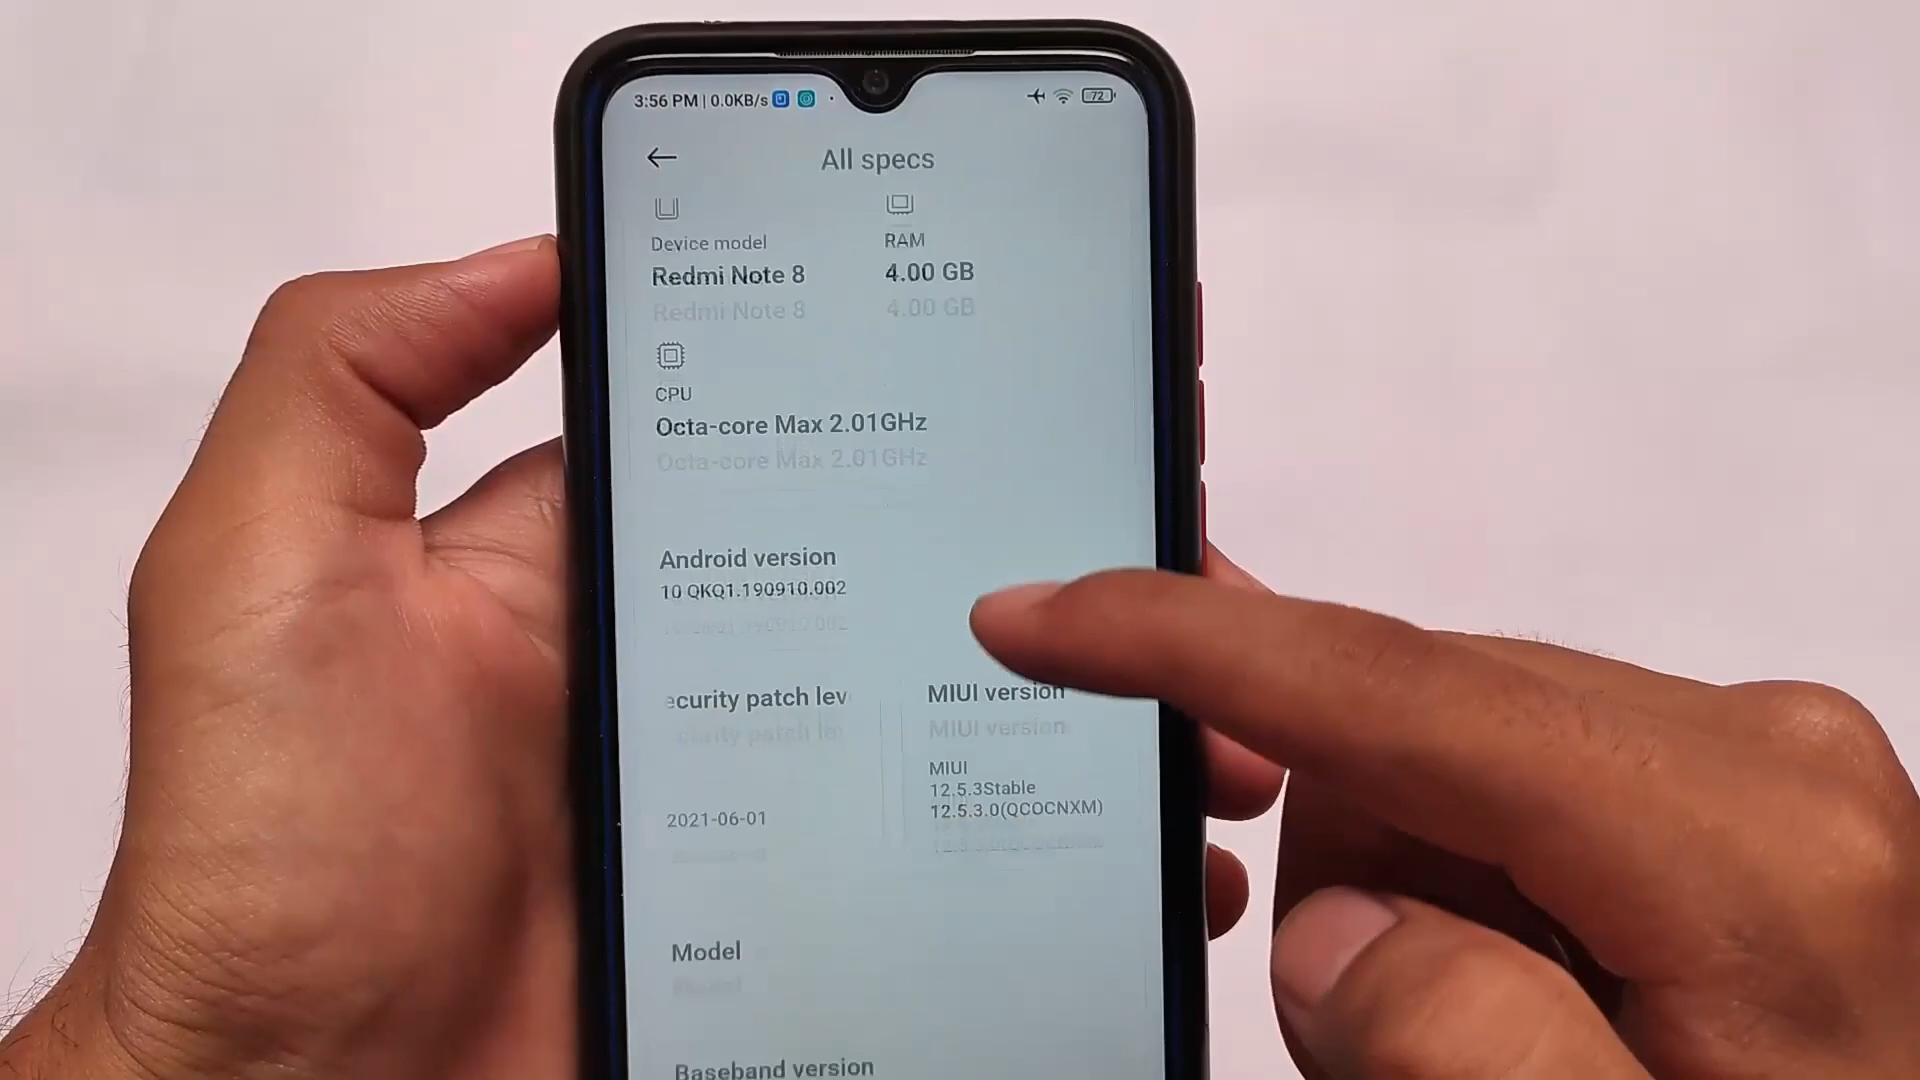 3:56 PM | 0.0KB/s
72
All specs
Device model
RAM
Redmi Note 8
4.00 GB
Redmi Note 8
4.00 GB
CPU
Octa-core Max 2.01GHz
Octa-core Max 2.01GHz
Android version
10 QKQ1.190910.002
ecurity patch lev
MIUI version
MIUI version
MIUI
12.5.3Stable
12.5.3.0(QCOCNXM)
2021-06-01
Model
Baseband version